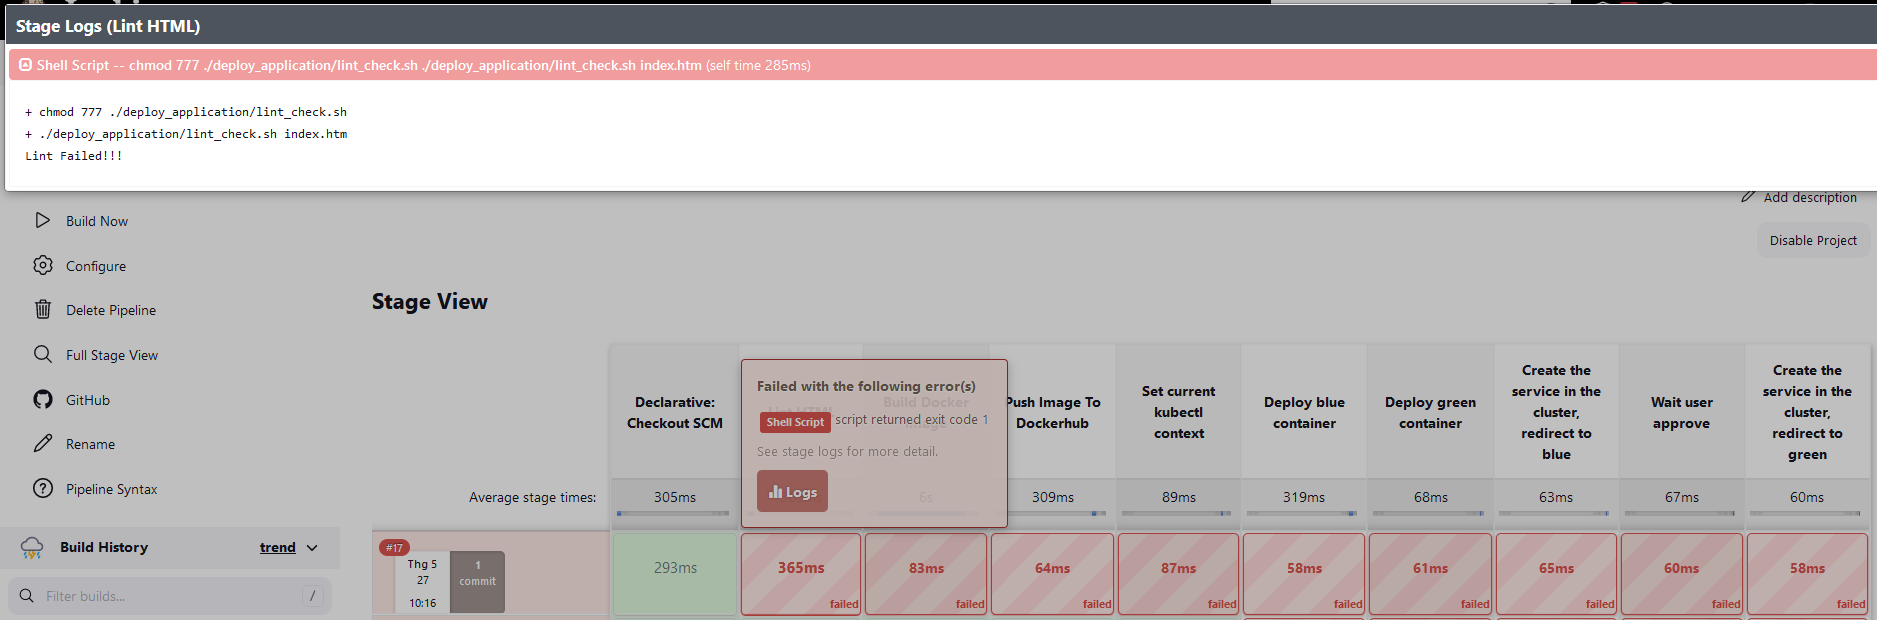 Stage Logs (Lint HTML)
Shell Script -- chmod 777 ./deploy_application/lint_check.sh ./deploy_application/lint_check.sh index.htm (self time 285ms)
+ chmod 777 ./deploy_application/lint_check.sh
+ ./deploy_application/lint_check.sh index.htm
Lint Failed!!!
Add description
Disable Project
Build Now
Configure
Delete Pipeline
Full Stage View
GitHub
Rename
Pipeline Syntax
Build History
trend
Filter builds...
/
Stage View
Declarative:
Checkout SCM
Failed with the following error(s)
Shell Script script returned exit code 1
See stage logs for more detail.
Logs
Build Docker
Push Image To
Dockerhub
Set current
kubectl
context
Deploy blue
container
Deploy green
container
Create the
service in the
cluster,
redirect to
blue
Wait user
approve
Create the
service in the
cluster,
redirect to
green
Average stage times:
305ms
6s
309ms
89ms
319ms
68ms
63ms
67ms
60ms
#17
Thg 5
27
10:16
1
commit
293ms
365ms
failed
83ms
failed
64ms
failed
87ms
failed
58ms
failed
61ms
failed
65ms
failed
60ms
failed
58ms
failed